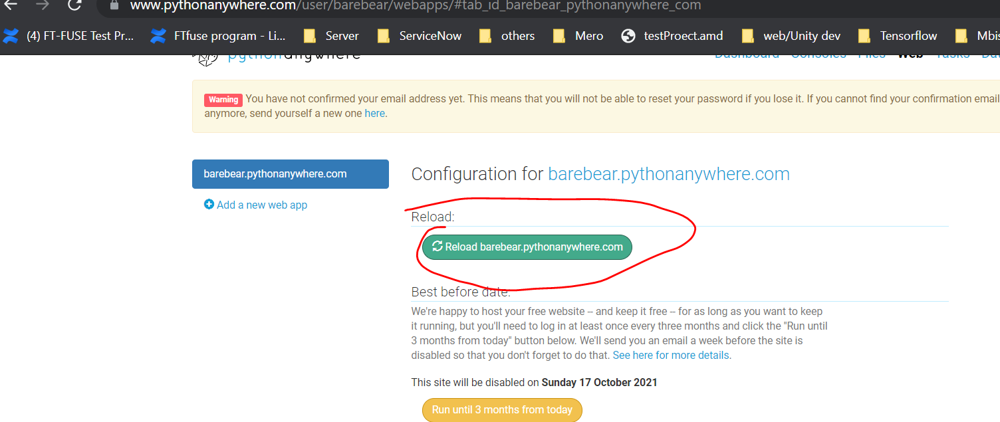 www.pythonanywhere.com/user/barebear/webapps/#tab_id_barebear_pythonanywhere_com
(4) FT-FUSE Test Pr... FTfuse program - Li... Server ServiceNow others Mero testProect.amd web/Unity dev Tensorflow Mbis
pythonanywhere Dashboard Consoles Files Web Tasks Dat
Warning You have not confirmed your email address yet. This means that you will not be able to reset your password if you lose it. If you cannot find your confirmation email
anymore, send yourself a new one here.
barebear.pythonanywhere.com
Add a new web app
Configuration for barebear.pythonanywhere.com
Reload:
Reload barebear.pythonanywhere.com
Best before date:
We're happy to host your free website -- and keep it free -- for as long as you want to keep
it running, but you'll need to log in at least once every three months and click the "Run until
3 months from today" button below. We'll send you an email a week before the site is
disabled so that you don't forget to do that. See here for more details.
This site will be disabled on Sunday 17 October 2021
Run until 3 months from today